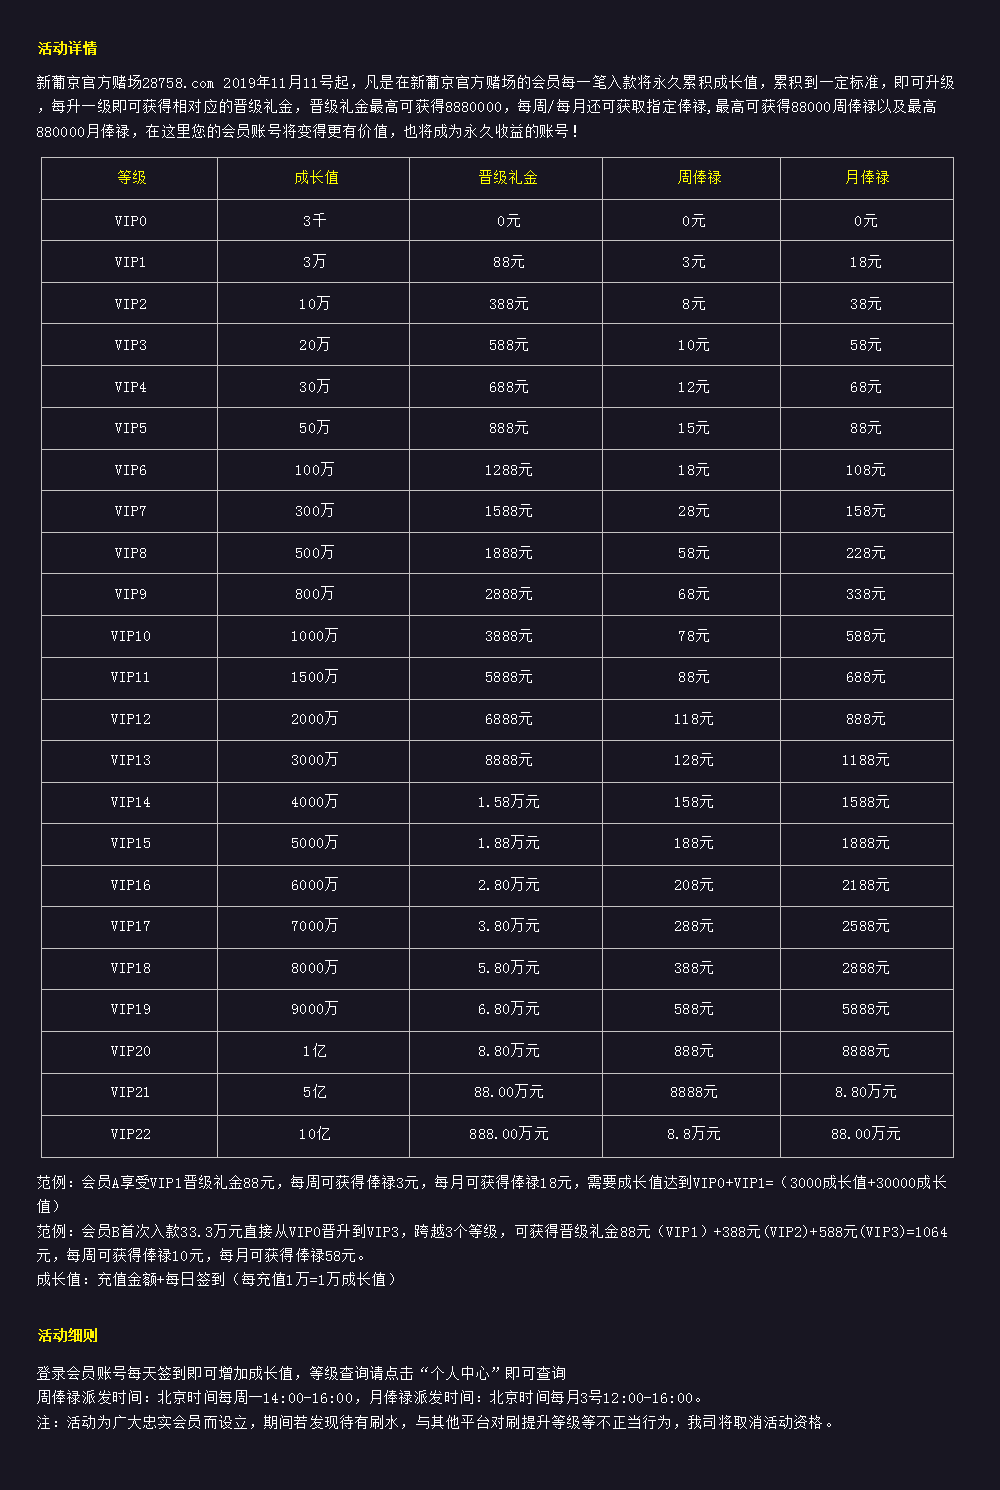 活动详情
新葡京官方赌场28758.com 2019年11月11号起，凡是在新葡京官方赌场的会员每一笔入款将永久累积成长值，累积到一定标准，即可升级
，每升一级即可获得相对应的晋级礼金，晋级礼金最高可获得8880000，每周/每月还可获取指定俸禄,最高可获得88000周俸禄以及最高
880000月俸禄，在这里您的会员账号将变得更有价值，也将成为永久收益的账号！
等级 成长值 晋级礼金 周俸禄 月俸禄
VIP0 3千 0元 0元 0元
VIP1 3万 88元 3元 18元
VIP2 10万 388元 8元 38元
VIP3 20万 588元 10元 58元
VIP4 30万 688元 12元 68元
VIP5 50万 888元 15元 88元
VIP6 100万 1288元 18元 108元
VIP7 300万 1588元 28元 158元
VIP8 500万 1888元 58元 228元
VIP9 800万 2888元 68元 338元
VIP10 1000万 3888元 78元 588元
VIP11 1500万 5888元 88元 688元
VIP12 2000万 6888元 118元 888元
VIP13 3000万 8888元 128元 1188元
VIP14 4000万 1.58万元 158元 1588元
VIP15 5000万 1.88万元 188元 1888元
VIP16 6000万 2.80万元 208元 2188元
VIP17 7000万 3.80万元 288元 2588元
VIP18 8000万 5.80万元 388元 2888元
VIP19 9000万 6.80万元 588元 5888元
VIP20 1亿 8.80万元 888元 8888元
VIP21 5亿 88.00万元 8888元 8.80万元
VIP22 10亿 888.00万元 8.8万元 88.00万元
范例：会员A享受VIP1晋级礼金88元，每周可获得俸禄3元，每月可获得俸禄18元，需要成长值达到VIP0+VIP1=（3000成长值+30000成长
值）
范例：会员B首次入款33.3万元直接从VIP0晋升到VIP3，跨越3个等级，可获得晋级礼金88元（VIP1）+388元(VIP2)+588元(VIP3)=1064
元，每周可获得俸禄10元，每月可获得俸禄58元。
成长值：充值金额+每日签到（每充值1万=1万成长值）
活动细则
登录会员账号每天签到即可增加成长值，等级查询请点击“个人中心”即可查询
周俸禄派发时间：北京时间每周一14:00-16:00，月俸禄派发时间：北京时间每月3号12:00-16:00。
注：活动为广大忠实会员而设立，期间若发现待有刷水，与其他平台对刷提升等级等不正当行为，我司将取消活动资格。